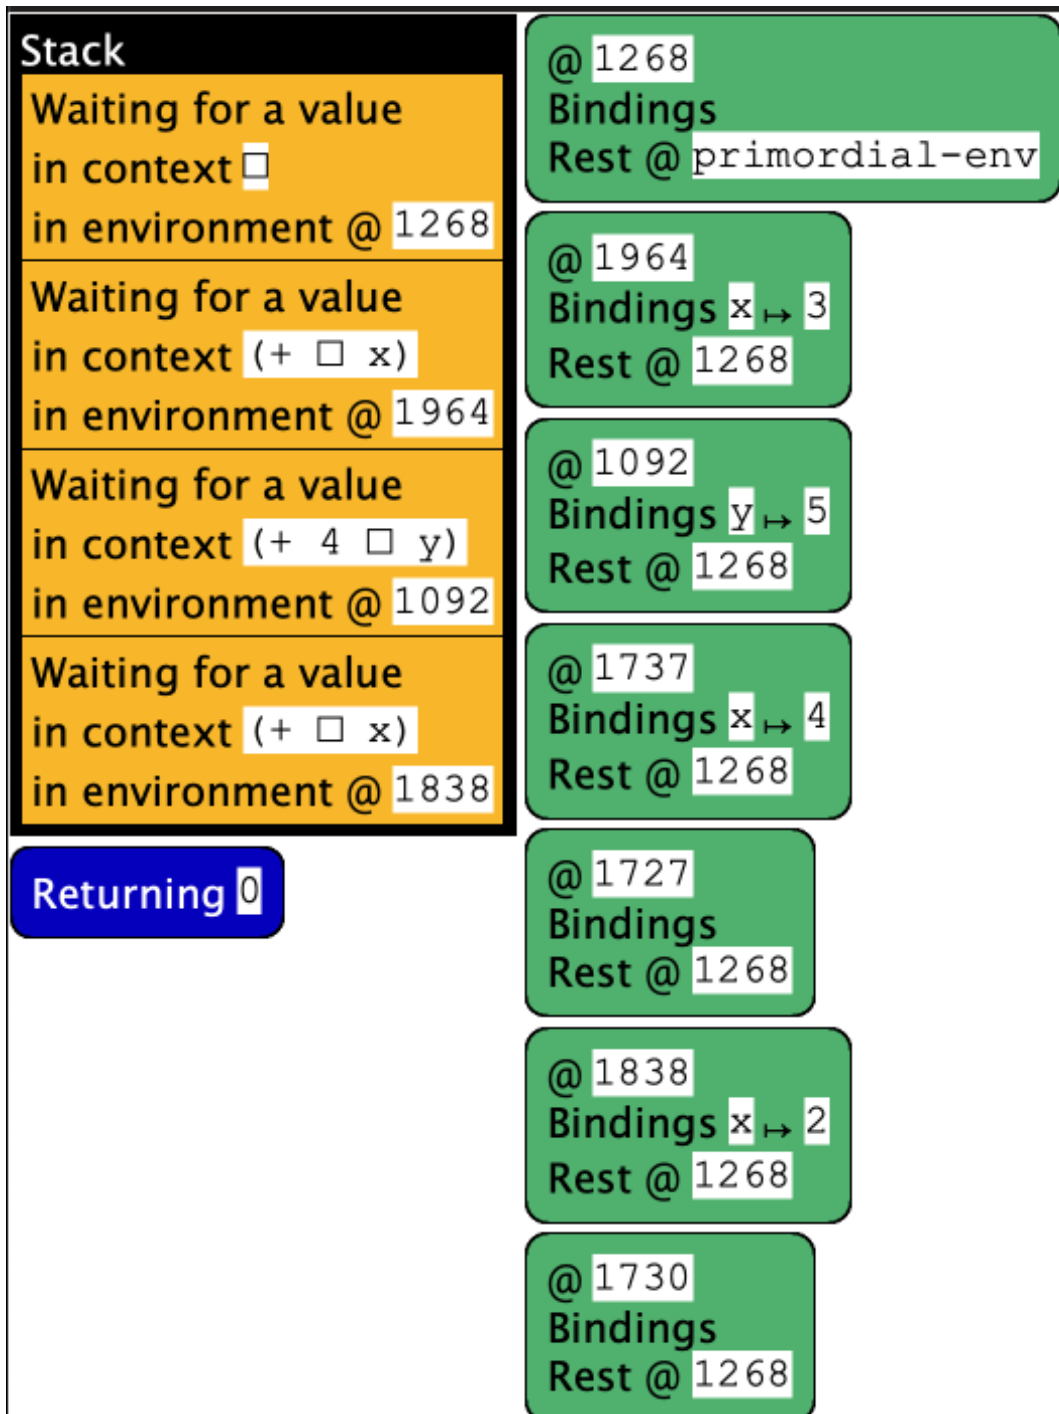 Stack
Waiting for a value
in context □
in environment @ 1268
Waiting for a value
in context (+ □ x)
in environment @ 1964
Waiting for a value
in context (+ 4 □ y)
in environment @ 1092
Waiting for a value
in context (+ □ x)
in environment @ 1838
Returning 0
@ 1268
Bindings
Rest @ primordial-env
@ 1964
Bindings x ↦ 3
Rest @ 1268
@ 1092
Bindings y ↦ 5
Rest @ 1268
@ 1737
Bindings x ↦ 4
Rest @ 1268
@ 1727
Bindings
Rest @ 1268
@ 1838
Bindings x ↦ 2
Rest @ 1268
@ 1730
Bindings
Rest @ 1268